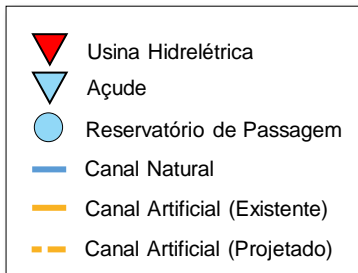 Usina Hidrelétrica
Açude
Reservatório de Passagem
Canal Natural
Canal Artificial (Existente)
Canal Artificial (Projetado)